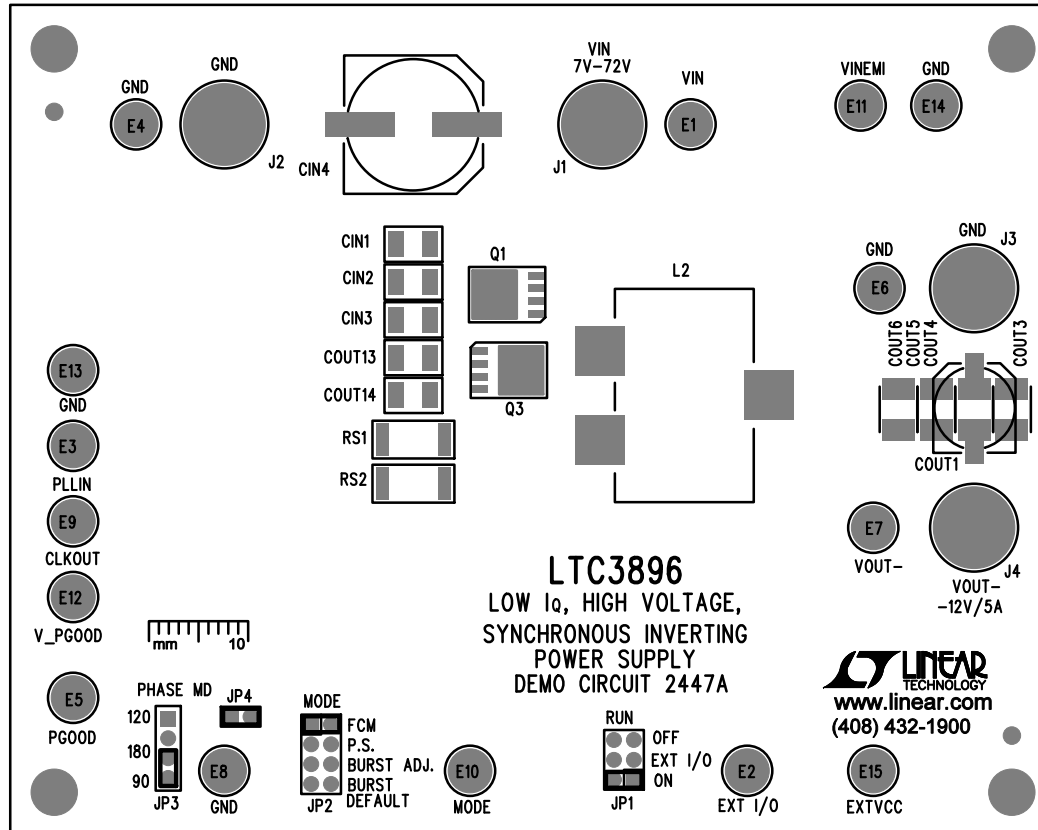 VIN
7V-72V
GND
GND
VIN
VINEMI
GND
E4
E1
E11
E14
J2
J1
CIN4
GND
J3
CIN1
Q1
GND
CIN2
L2
E6
CIN3
COUT6
COUT5
COUT4
COUT3
COUT13
E13
COUT14
GND
Q3
E3
RS1
PLLIN
RS2
COUT1
E9
CLKOUT
E7
VOUT-
J4
VOUT-
-12V/5A
LTC3896
LOW IQ, HIGH VOLTAGE,
SYNCHRONOUS INVERTING
POWER SUPPLY
DEMO CIRCUIT 2447A
E12
V_PGOOD
mm 10
LINEAR
TECHNOLOGY
www.linear.com
(408) 432-1900
E5
PGOOD
PHASE MD
120
180
90
JP3
JP4
E8
GND
MODE
FCM
P.S.
BURST ADJ.
BURST
DEFAULT
JP2
E10
MODE
RUN
OFF
EXT I/O
ON
JP1
E2
EXT I/O
E15
EXTVCC